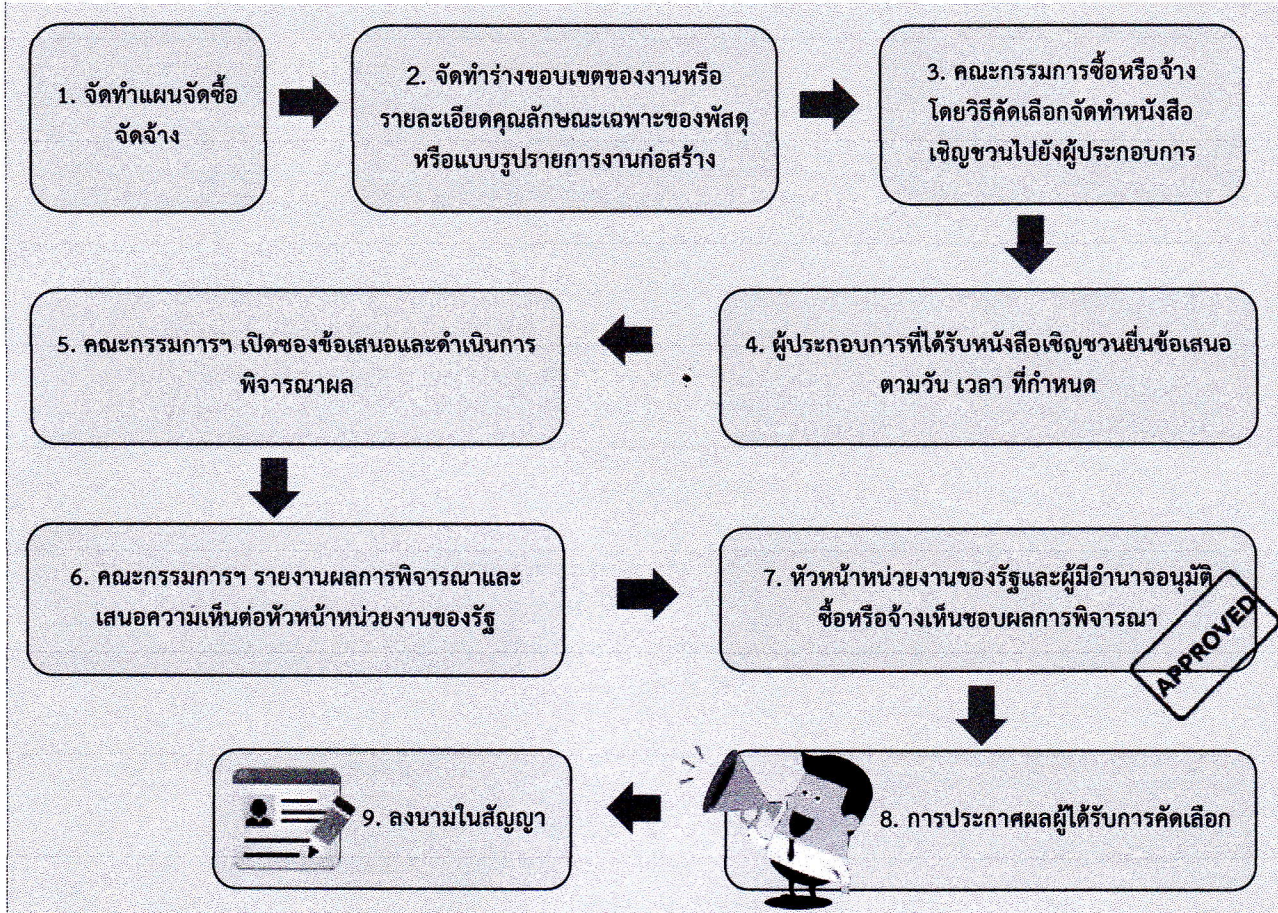 1. จัดทำแผนจัดซื้อ
จัดจ้าง
2. จัดทำร่างขอบเขตของงานหรือ
รายละเอียดคุณลักษณะเฉพาะของพัสดุ
หรือแบบรูปรายการงานก่อสร้าง
3. คณะกรรมการซื้อหรือจ้าง
โดยวิธีคัดเลือกจัดทำหนังสือ
เชิญชวนไปยังผู้ประกอบการ
4. ผู้ประกอบการที่ได้รับหนังสือเชิญชวนยื่นข้อเสนอ
ตามวัน เวลา ที่กำหนด
5. คณะกรรมการฯ เปิดซองข้อเสนอและดำเนินการ
พิจารณาผล
6. คณะกรรมการฯ รายงานผลการพิจารณาและ
เสนอความเห็นต่อหัวหน้าหน่วยงานของรัฐ
7. หัวหน้าหน่วยงานของรัฐและผู้มีอำนาจอนุมัติ
ซื้อหรือจ้างเห็นชอบผลการพิจารณา
APPROVED
8. การประกาศผลผู้ได้รับการคัดเลือก
9. ลงนามในสัญญา